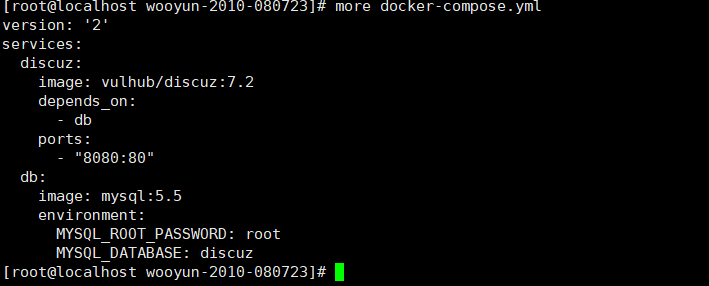 [root@localhost wooyun-2010-080723]# more docker-compose.yml
version: '2'
services:
  discuz:
    image: vulhub/discuz:7.2
    depends_on:
      - db
    ports:
      - "8080:80"
  db:
    image: mysql:5.5
    environment:
      MYSQL_ROOT_PASSWORD: root
      MYSQL_DATABASE: discuz
[root@localhost wooyun-2010-080723]#